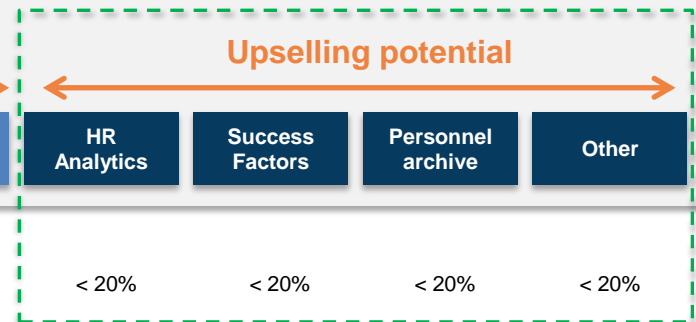 Upselling potential
HR Analytics
Success Factors
Personnel archive
Other
< 20%
< 20%
< 20%
< 20%